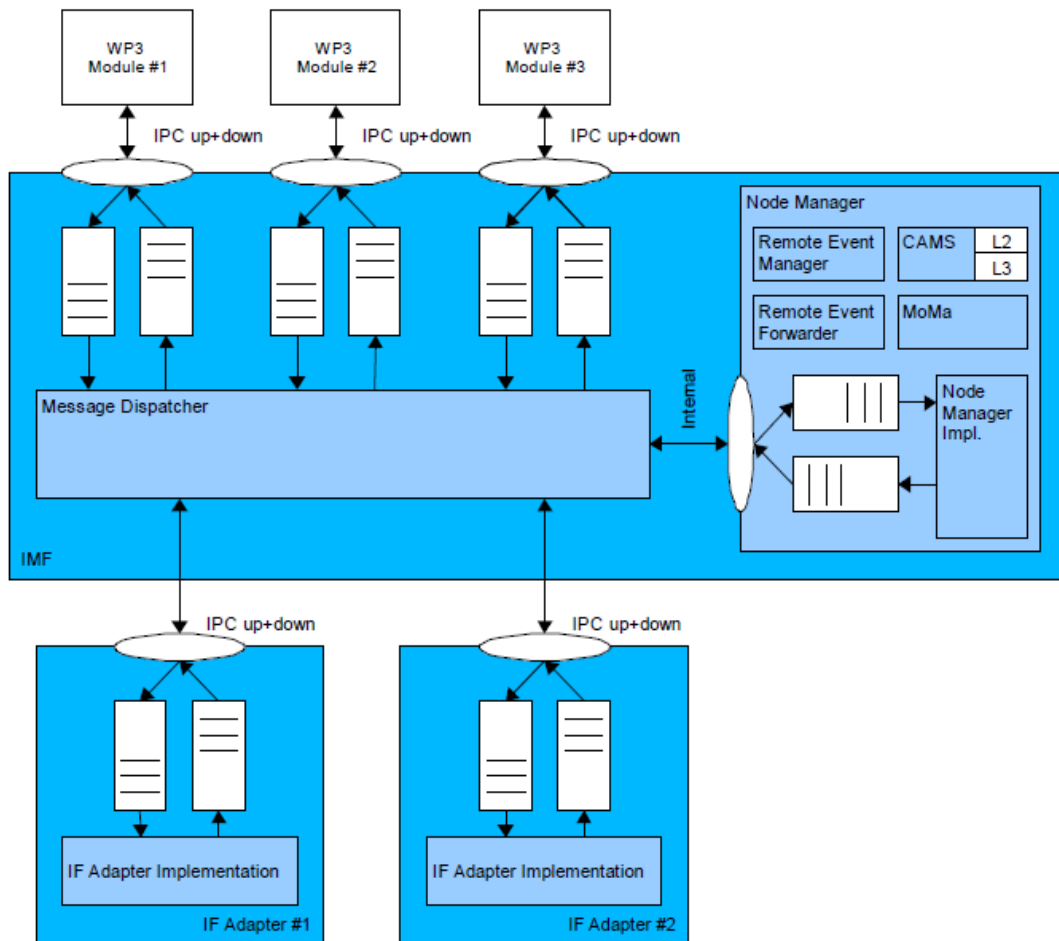 WP3
Module #1
WP3
Module #2
WP3
Module #3
IPC up+down
IPC up+down
IPC up+down
Node Manager
Remote Event
Manager
CAMS
L2
L3
Remote Event
Forwarder
MoMa
Message Dispatcher
Internal
Node
Manager
Impl.
IMF
IPC up+down
IPC up+down
IF Adapter Implementation
IF Adapter Implementation
IF Adapter #1
IF Adapter #2